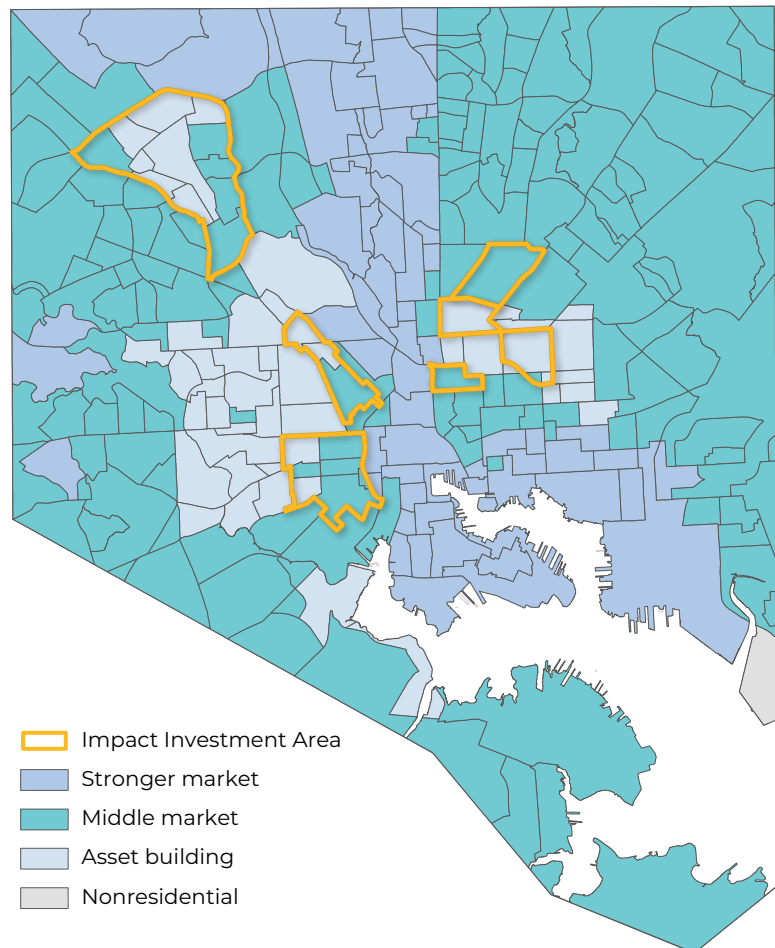 Impact Investment Area
Stronger market
Middle market
Asset building
Nonresidential